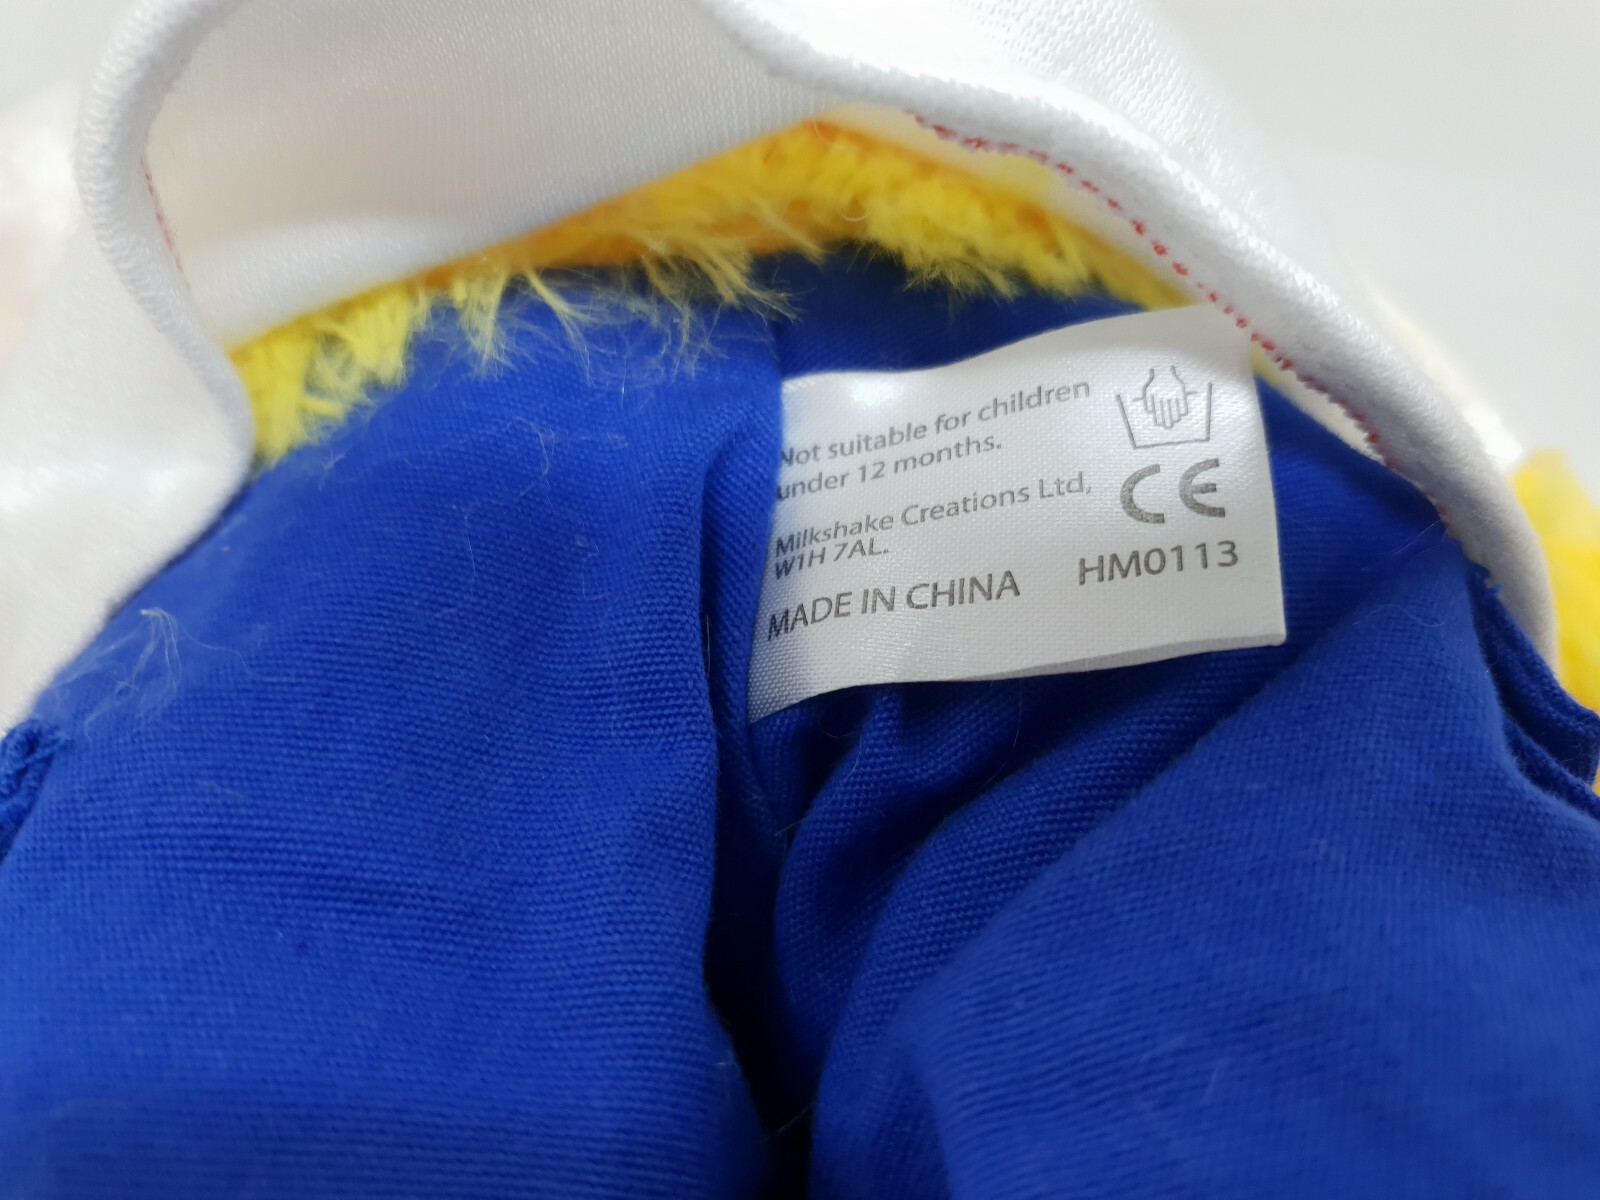 Not suitable for children
under 12 months.
Milkshake Creations Ltd,
W1H 7AL.
CE
MADE IN CHINA
HM0113